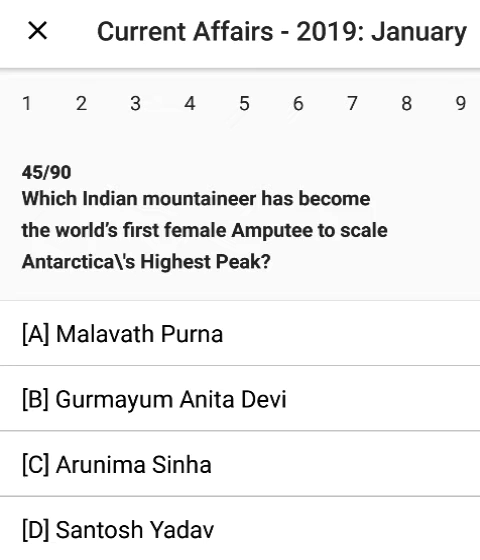 × Current Affairs - 2019: January
1 2 3 4 5 6 7 8 9
45/90
Which Indian mountaineer has become
the world’s first female Amputee to scale
Antarctica\'s Highest Peak?
[A] Malavath Purna
[B] Gurmayum Anita Devi
[C] Arunima Sinha
[D] Santosh Yadav